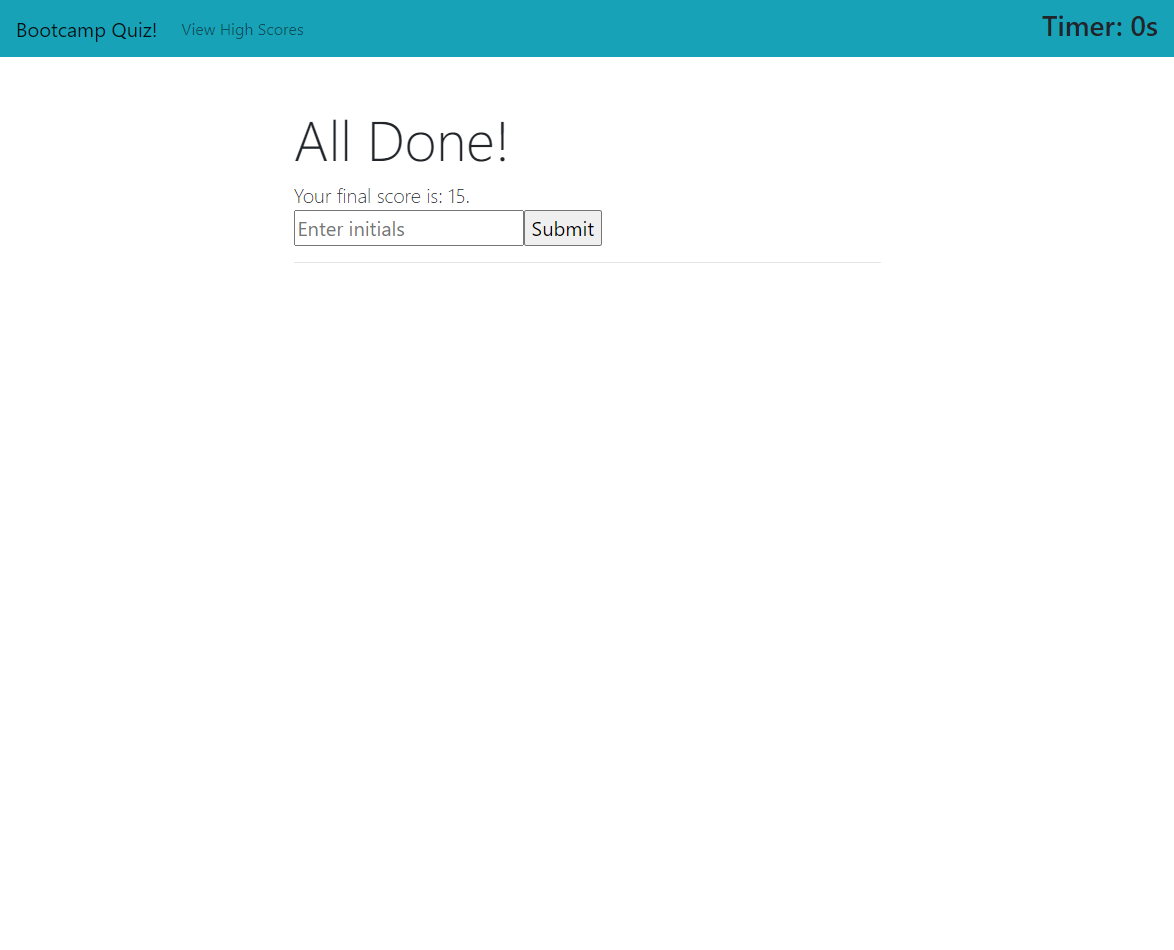 Bootcamp Quiz! View High Scores Timer: 0s
All Done!
Your final score is: 15.
Enter initials Submit